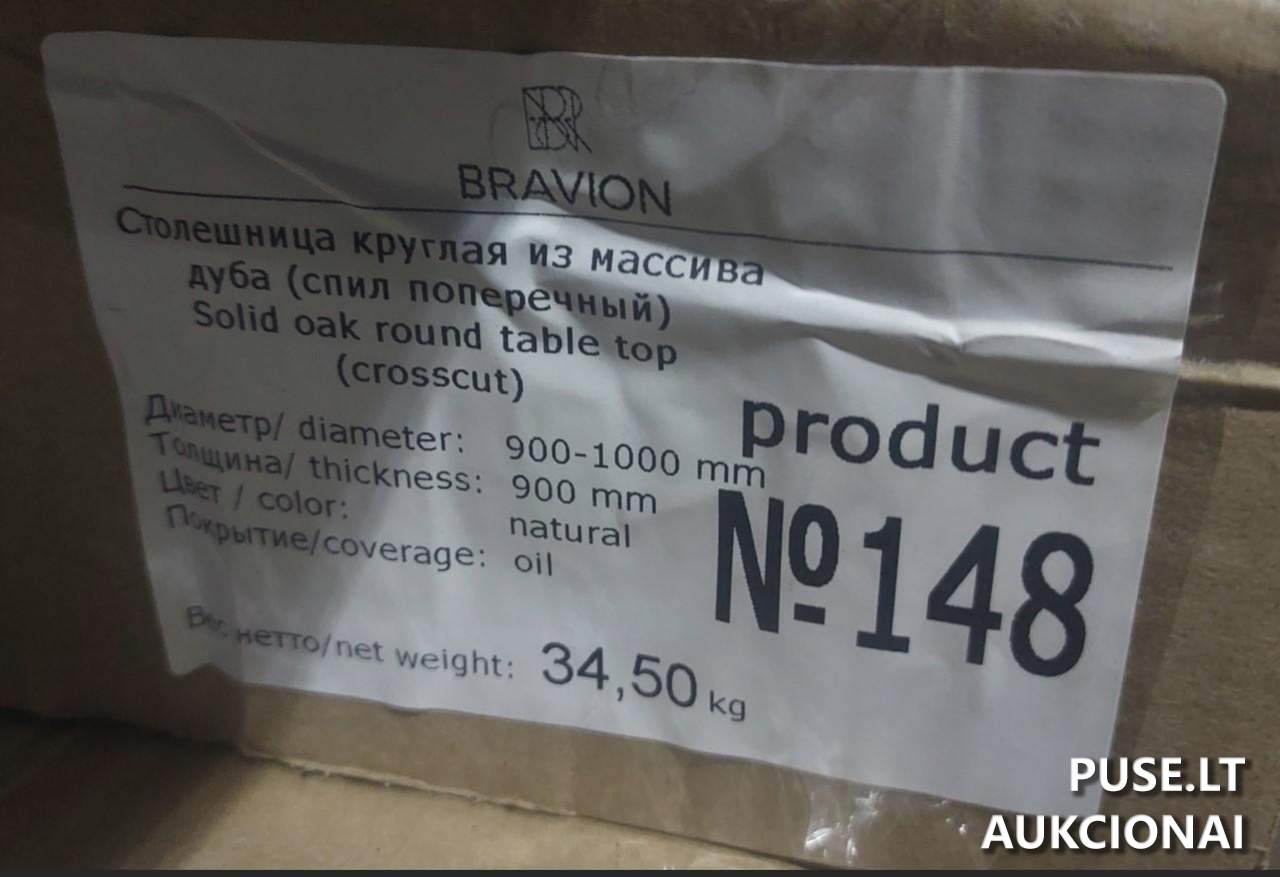 BRAVION
Столешница круглая из массива
дуба (спил поперечный)
Solid oak round table top
(crosscut)
Диаметр/ diameter: 900-1000 mm
Толщина/ thickness: 900 mm
Цвет / color: natural
Покрытие/coverage: oil
product
№148
Вес нетто/net weight: 34,50 kg
PUSE.LT
AUKCIONAI